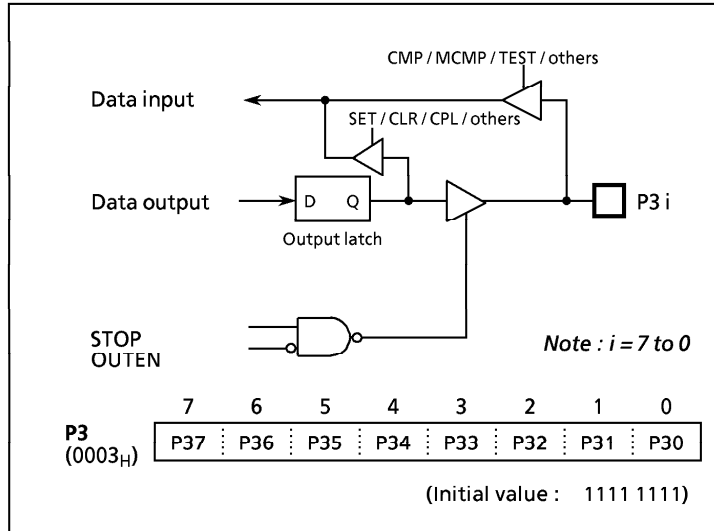 CMP / MCMP / TEST / others
Data input
SET / CLR / CPL / others
Data output
D Q
P3 i
Output latch
STOP
OUTEN
Note : i = 7 to 0
7 6 5 4 3 2 1 0
P3
(0003H)
P37 P36 P35 P34 P33 P32 P31 P30
(Initial value : 1111 1111)